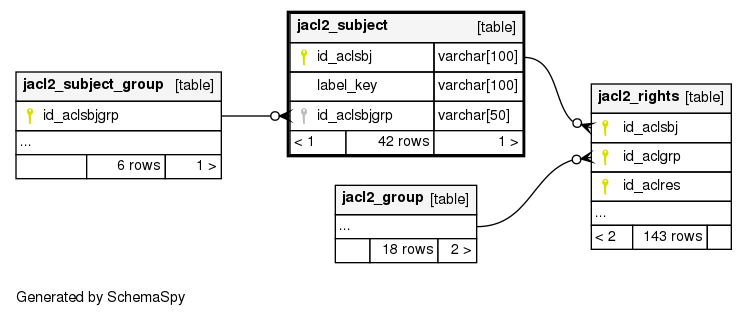 jacl2_subject_group [table]
id_aclsbjgrp
...
6 rows 1 >
jacl2_subject [table]
id_aclsbj varchar[100]
label_key varchar[100]
id_aclsbjgrp varchar[50]
< 1 42 rows 1 >
jacl2_group [table]
...
18 rows 2 >
jacl2_rights [table]
id_aclsbj
id_aclgrp
id_aclres
...
< 2 143 rows
Generated by SchemaSpy